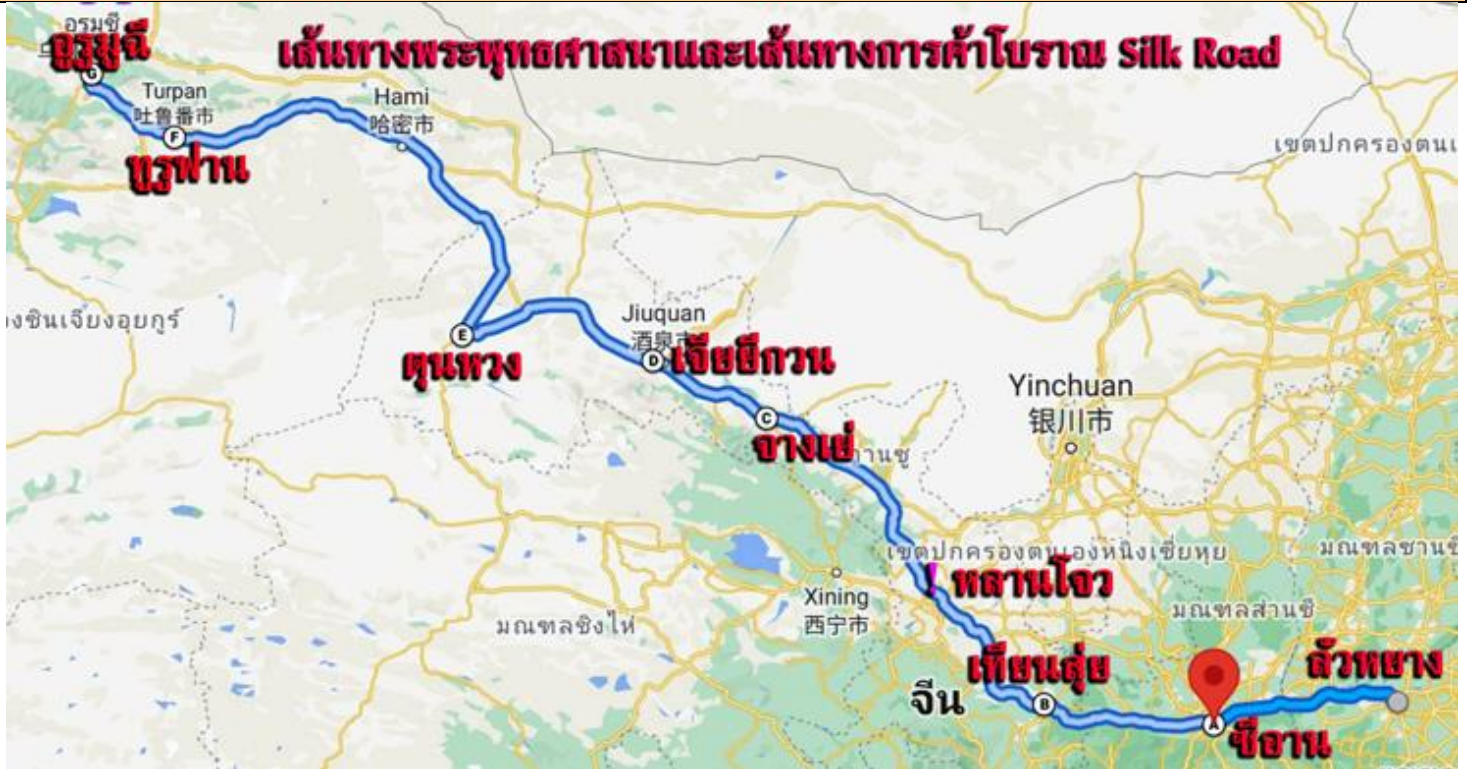 อุรุมชี
อูรูมูฉี
เส้นทางพระพุทธศาสนาและเส้นทางการค้าโบราณ Silk Road
G
Turpan
吐鲁番市
F
ทูรูฟาน
Hami
哈密市
เขตปกครองตนเ
องซินเจียงอุยกูร์
E
ตุนหวง
Jiuquan
酒泉市
D
เจียยี่กวน
C
จางเย่
กานซู
Yinchuan
银川市
เขตปกครองตนเองหนิงเซี่ยหุย
มณฑลชานซี
! หลานโจว
Xining
西宁市
มณฑลส่านซี
มณฑลชิงไห่
เทียนสุ่ย
ลั่วหยาง
จีน
B
A
ซีอาน